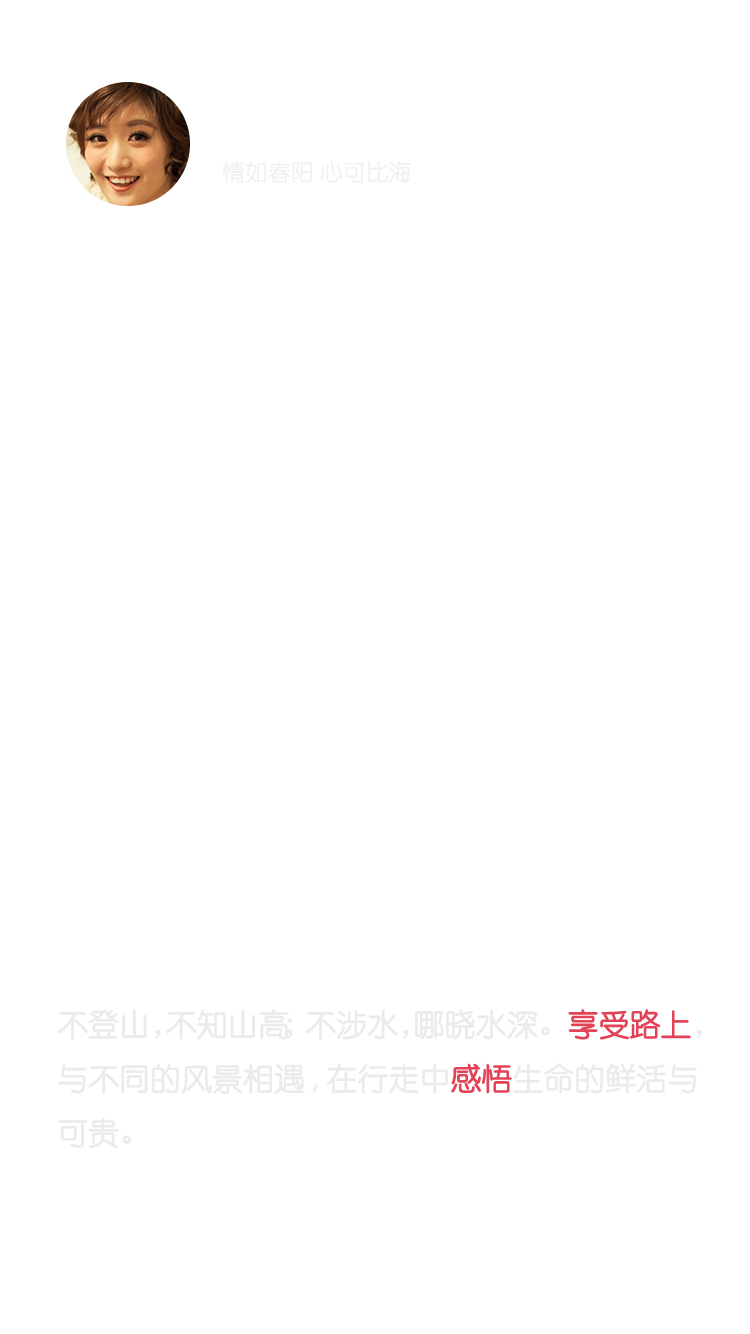 情如春阳 心可比海
不登山，不知山高；不涉水，哪晓水深。享受路上，
与不同的风景相遇，在行走中感悟生命的鲜活与
可贵。